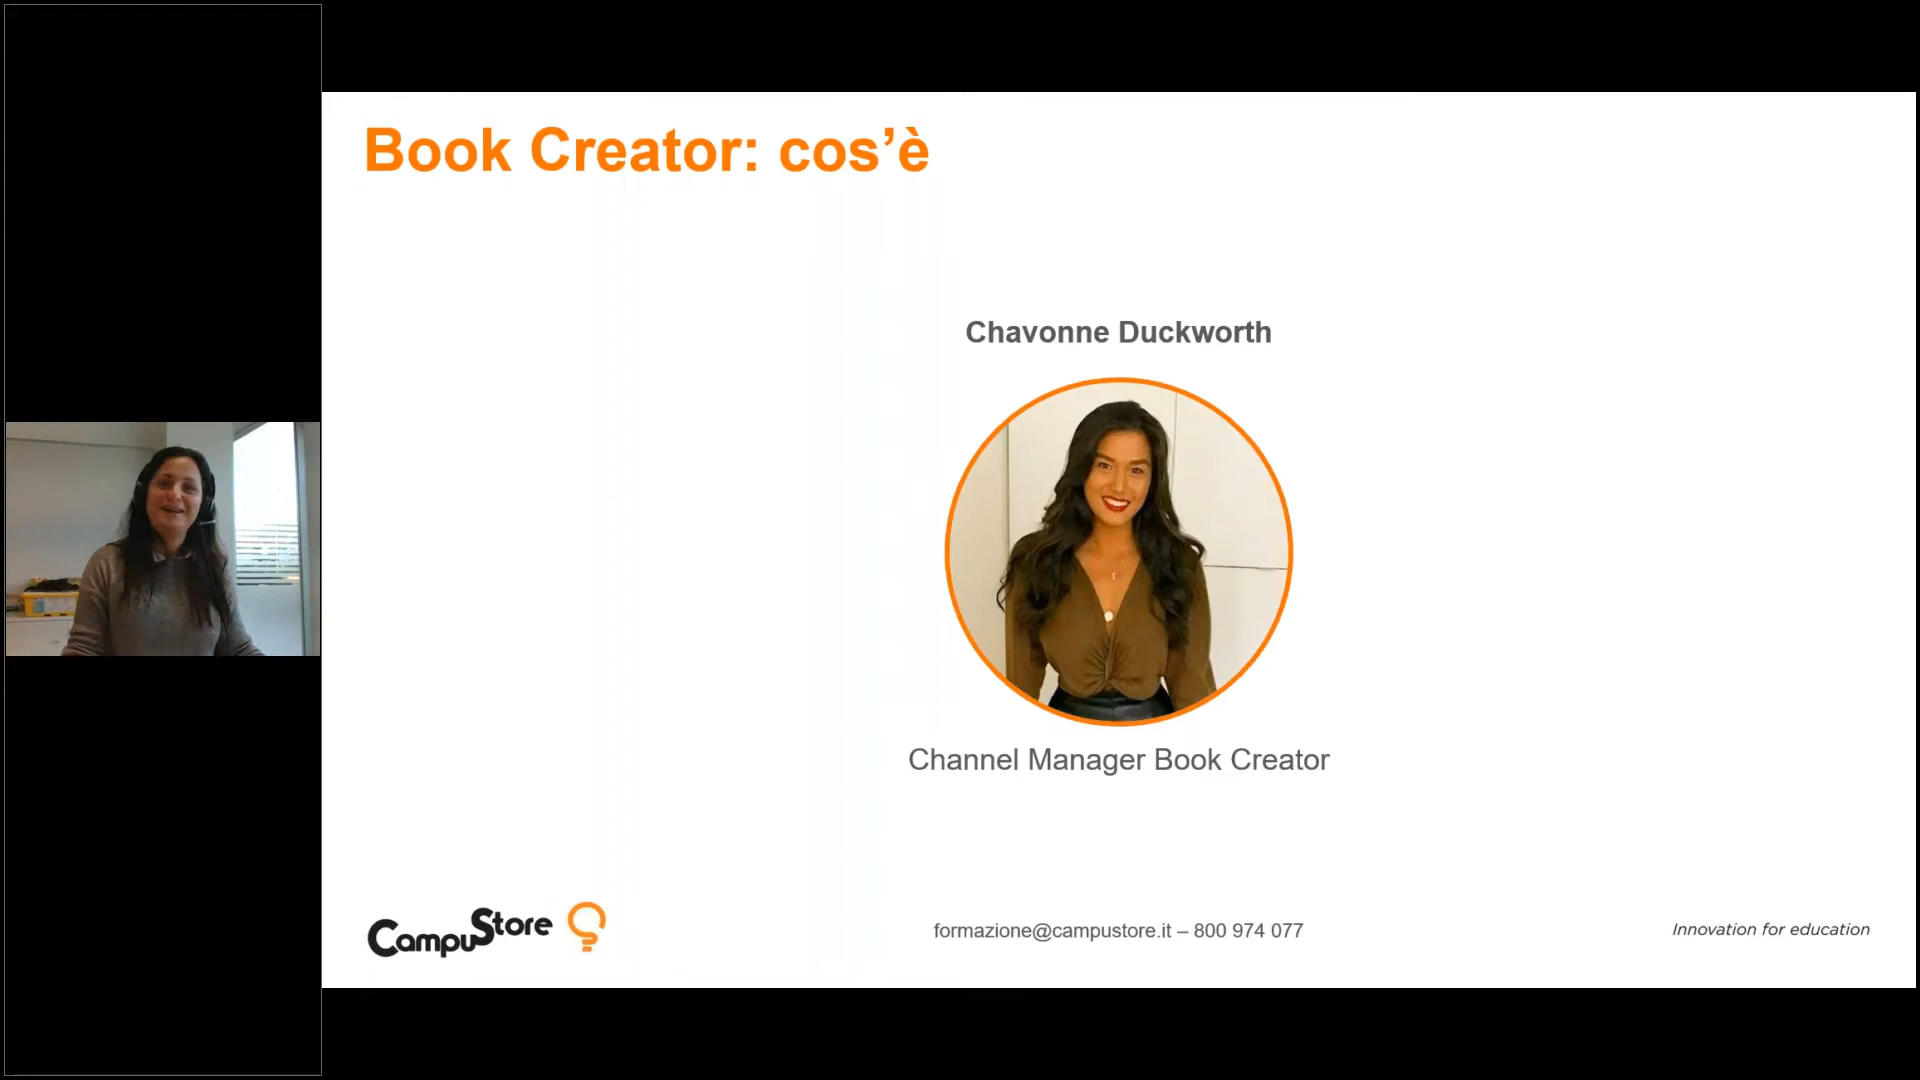 Book Creator: cos’è
Chavonne Duckworth
Channel Manager Book Creator
CampuStore
formazione@campustore.it – 800 974 077
Innovation for education